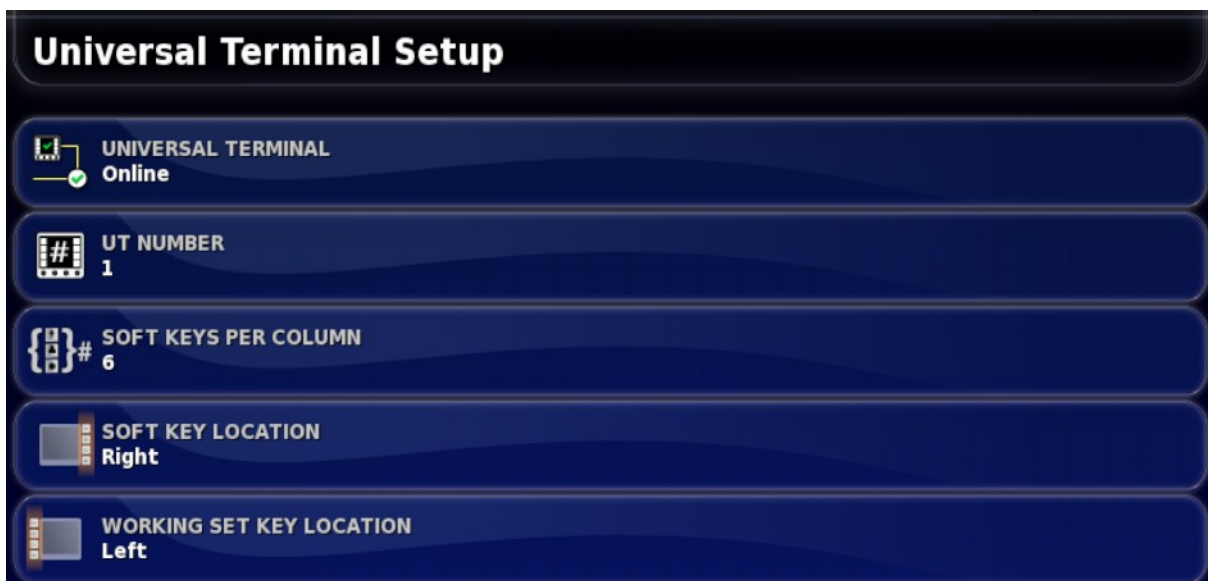 Universal Terminal Setup
UNIVERSAL TERMINAL
Online
UT NUMBER
#
1
SOFT KEYS PER COLUMN
{ }#
6
SOFT KEY LOCATION
Right
WORKING SET KEY LOCATION
Left